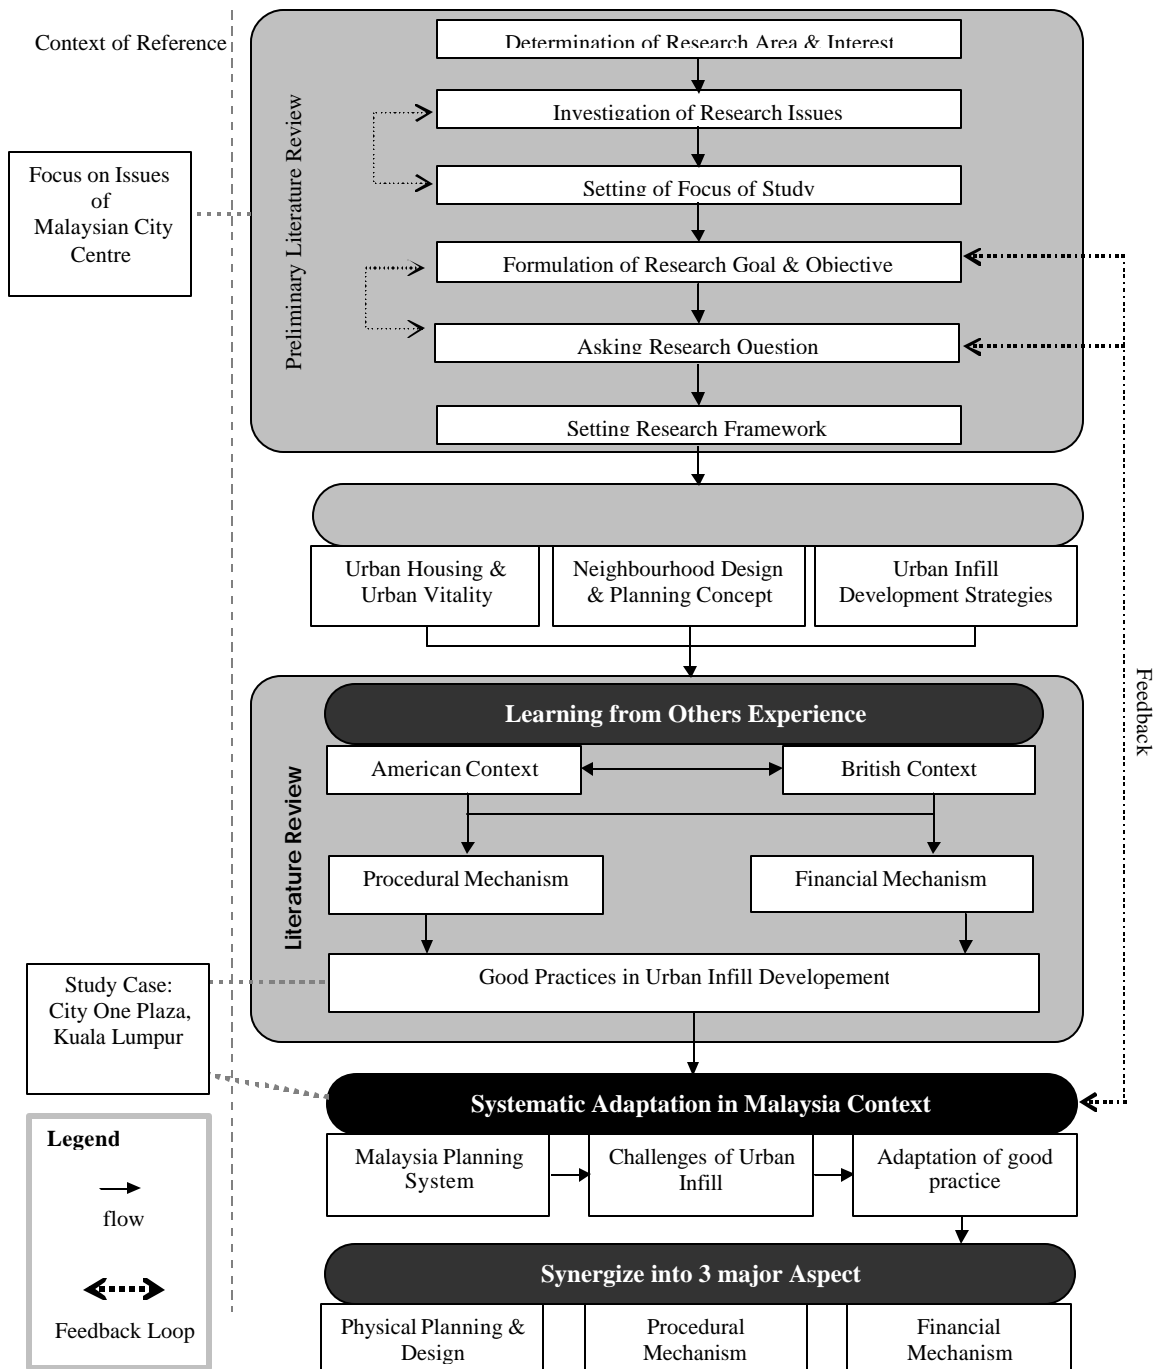 Context of Reference
Determination of Research Area & Interest
Investigation of Research Issues
Setting of Focus of Study
Formulation of Research Goal & Objective
Asking Research Question
Setting Research Framework
Preliminary Literature Review
Focus on Issues
of
Malaysian City
Centre
Urban Housing &
Urban Vitality
Neighbourhood Design
& Planning Concept
Urban Infill
Development Strategies
Feedback
Learning from Others Experience
American Context
British Context
Literature Review
Procedural Mechanism
Financial Mechanism
Good Practices in Urban Infill Developement
Study Case:
City One Plaza,
Kuala Lumpur
Systematic Adaptation in Malaysia Context
Malaysia Planning
System
Challenges of Urban
Infill
Adaptation of good
practice
Synergize into 3 major Aspect
Physical Planning &
Design
Procedural
Mechanism
Financial
Mechanism
Legend
flow
Feedback Loop